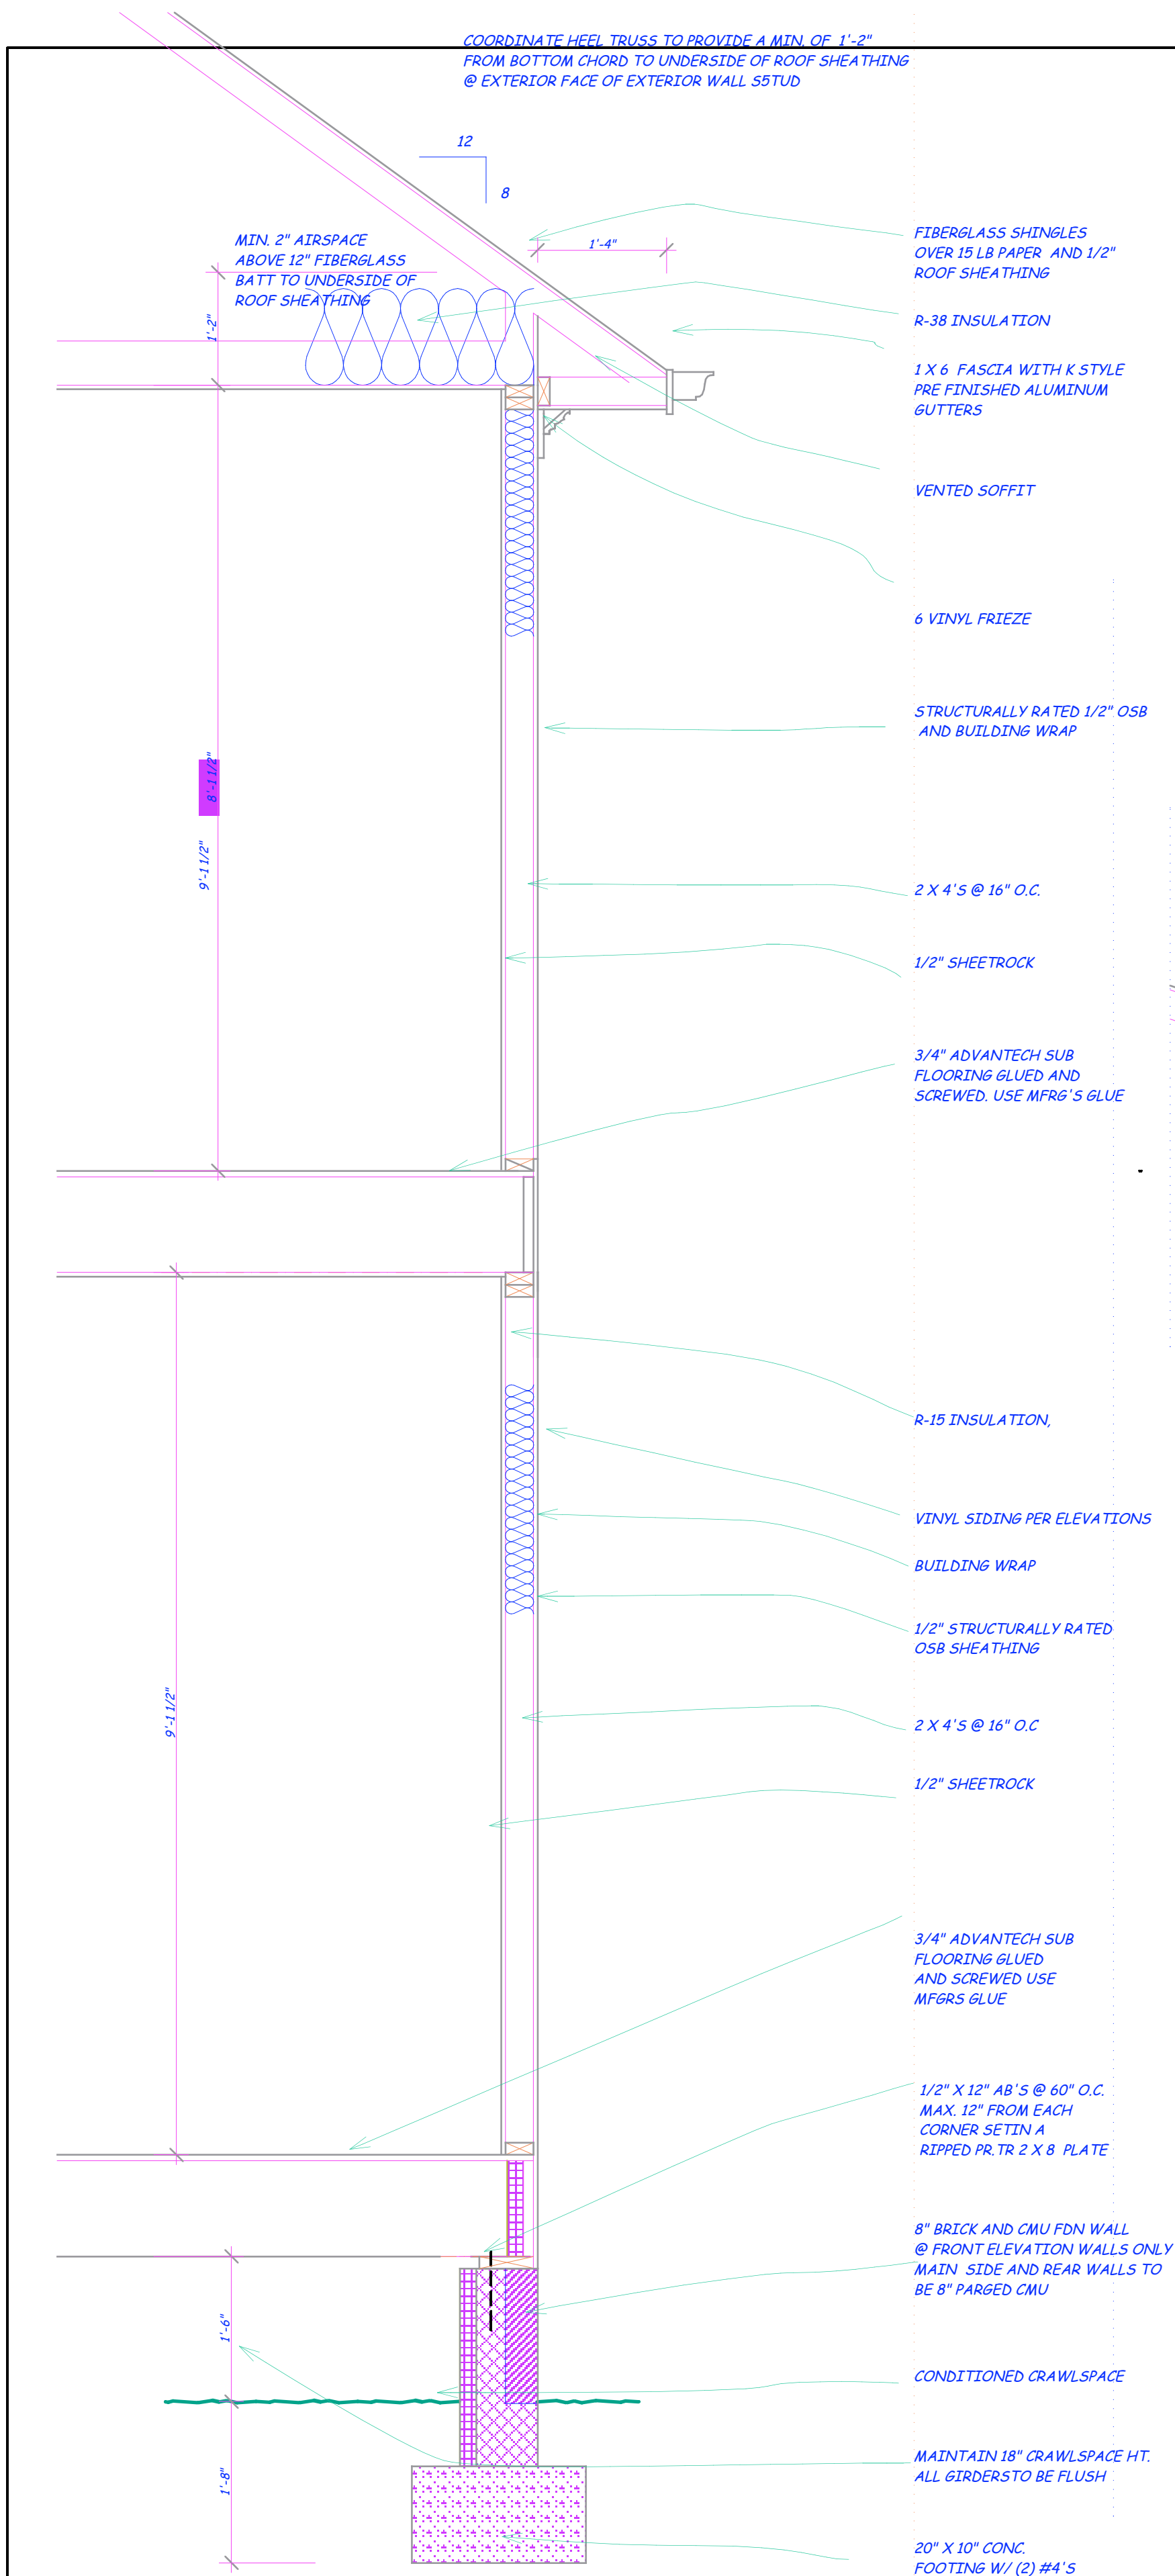 COORDINATE HEEL TRUSS TO PROVIDE A MIN. OF 1'-2"
FROM BOTTOM CHORD TO UNDERSIDE OF ROOF SHEATHING
@ EXTERIOR FACE OF EXTERIOR WALL S5TUD
12
8
MIN. 2" AIRSPACE
ABOVE 12" FIBERGLASS
BATT TO UNDERSIDE OF
ROOF SHEATHING
1'-4"
1'-2"
FIBERGLASS SHINGLES
OVER 15 LB PAPER AND 1/2"
ROOF SHEATHING
R-38 INSULATION
1 X 6 FASCIA WITH K STYLE
PRE FINISHED ALUMINUM
GUTTERS
VENTED SOFFIT
6 VINYL FRIEZE
STRUCTURALLY RATED 1/2" OSB
AND BUILDING WRAP
8'-1 1/2"
9'-1 1/2"
2 X 4'S @ 16" O.C.
1/2" SHEETROCK
3/4" ADVANTECH SUB
FLOORING GLUED AND
SCREWED. USE MFRG'S GLUE
R-15 INSULATION,
VINYL SIDING PER ELEVATIONS
BUILDING WRAP
1/2" STRUCTURALLY RATED
OSB SHEATHING
9'-1 1/2"
2 X 4'S @ 16" O.C
1/2" SHEETROCK
3/4" ADVANTECH SUB
FLOORING GLUED
AND SCREWED USE
MFGRS GLUE
1/2" X 12" AB'S @ 60" O.C.
MAX. 12" FROM EACH
CORNER SETIN A
RIPPED PR.TR 2 X 8 PLATE
8" BRICK AND CMU FDN WALL
@ FRONT ELEVATION WALLS ONLY
MAIN SIDE AND REAR WALLS TO
BE 8" PARGED CMU
1'-6"
CONDITIONED CRAWLSPACE
MAINTAIN 18" CRAWLSPACE HT.
ALL GIRDERSTO BE FLUSH
1'-8"
20" X 10" CONC.
FOOTING W/ (2) #4'S